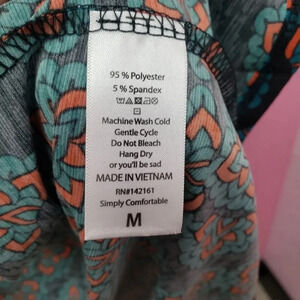 95 % Polyester
5 % Spandex
Machine Wash Cold
Gentle Cycle
Do Not Bleach
Hang Dry
or you'll be sad
MADE IN VIETNAM
RN#142161
Simply Comfortable
M